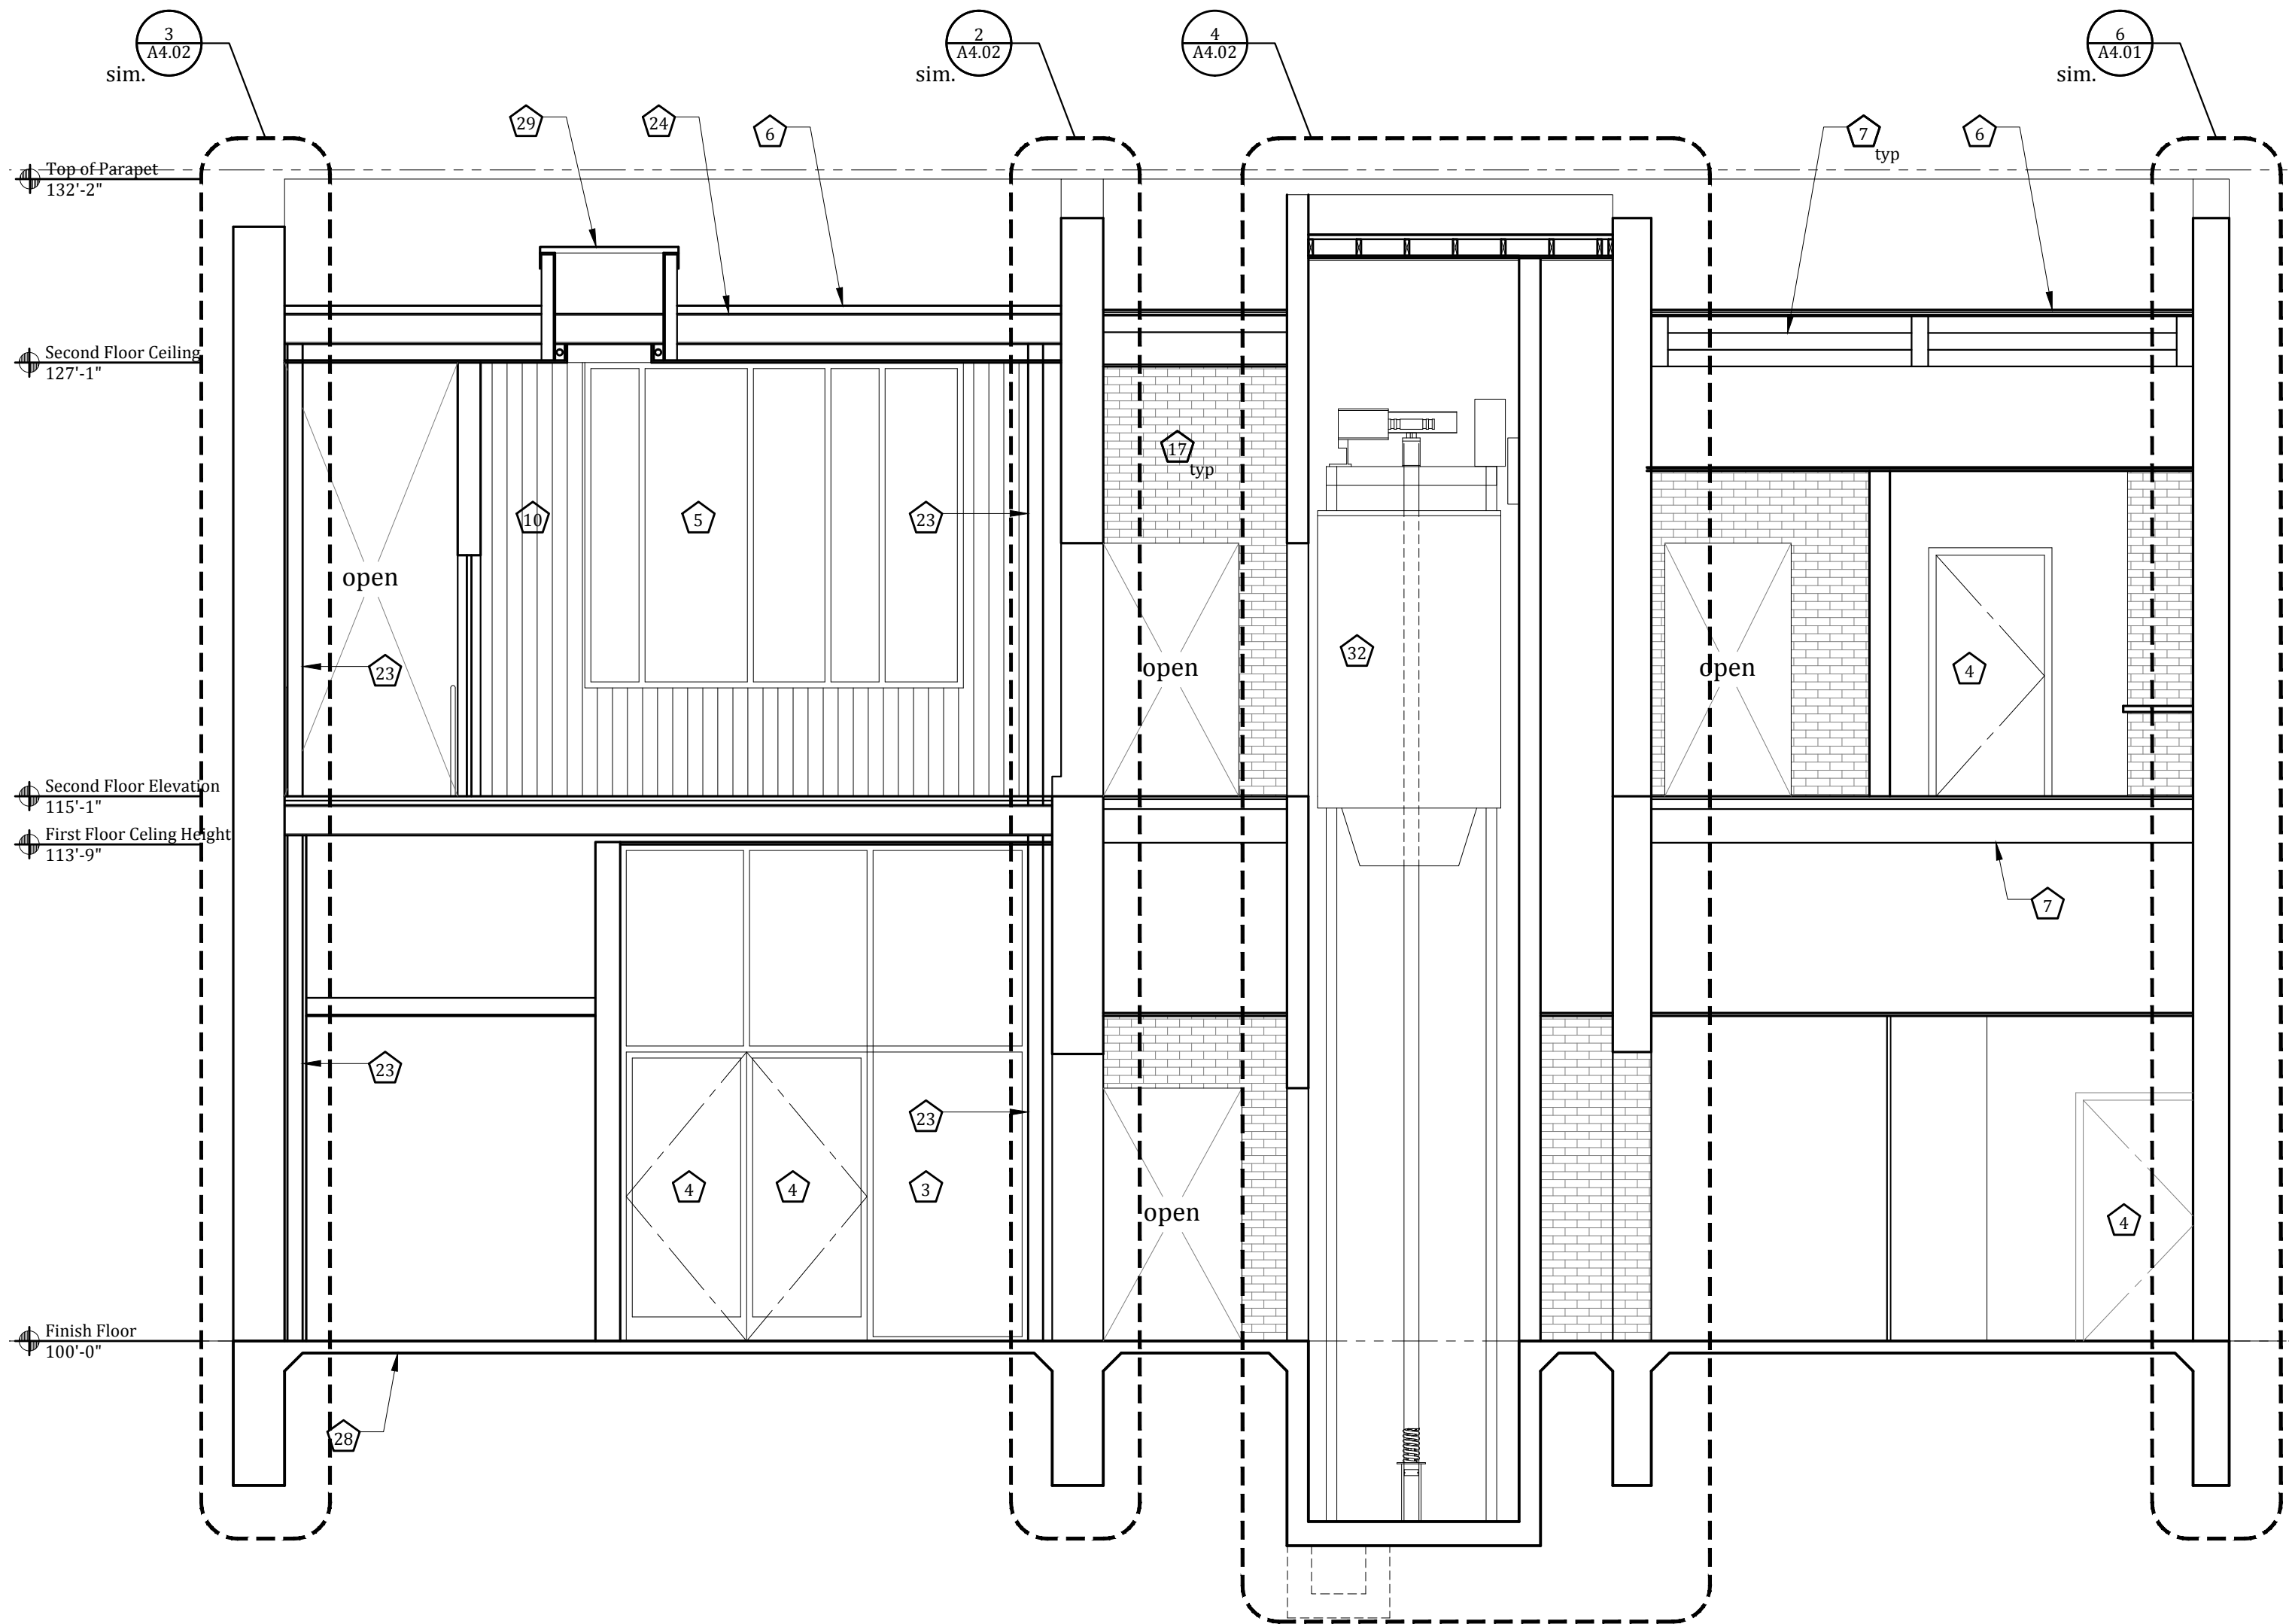 3
A4.02
sim.
2
A4.02
sim.
4
A4.02
6
A4.01
sim.
29
24
6
7
typ
6
Top of Parapet
132'-2"
Second Floor Ceiling
127'-1"
17
typ
10
5
23
open
32
23
open
open
4
Second Floor Elevation
115'-1"
First Floor Celing Height
113'-9"
7
23
23
4
4
3
open
4
Finish Floor
100'-0"
28